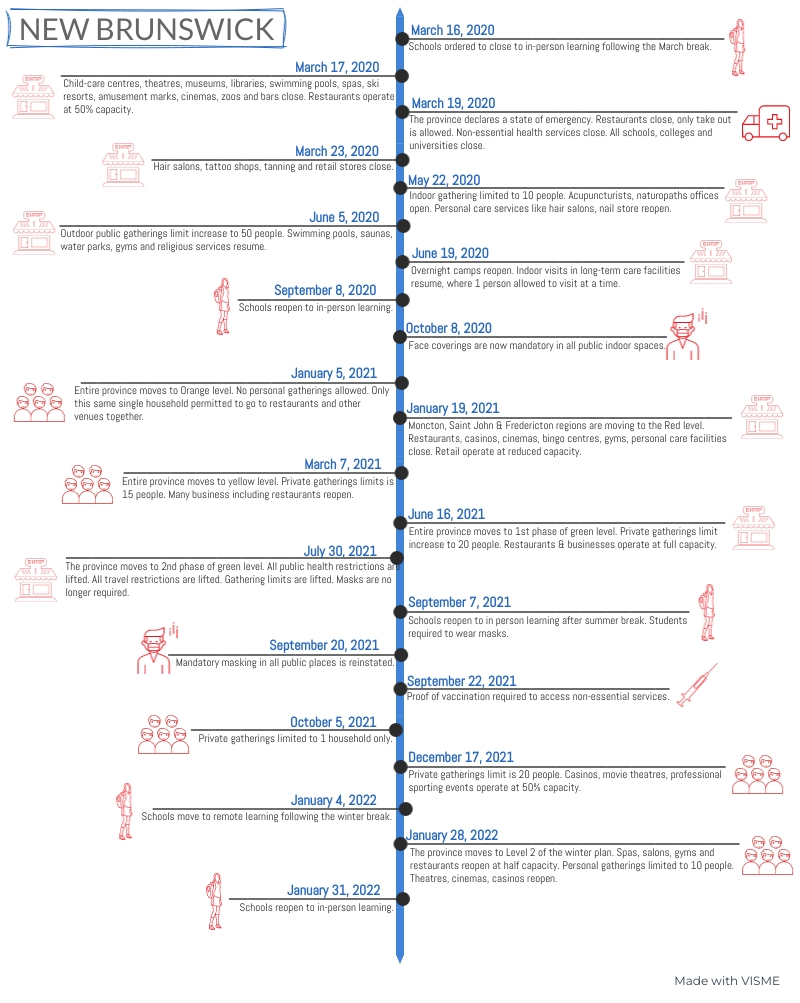 NEW BRUNSWICK
March 16, 2020
Schools ordered to close to in-person learning following the March break.
March 17, 2020
Child-care centres, theatres, museums, libraries, swimming pools, spas, ski
resorts, amusement marks, cinemas, zoos and bars close. Restaurants operate
at 50% capacity.
March 19, 2020
The province declares a state of emergency. Restaurants close, only take out
is allowed. Non-essential health services close. All schools, colleges and
universities close.
March 23, 2020
Hair salons, tattoo shops, tanning and retail stores close.
May 22, 2020
Indoor gathering limited to 10 people. Acupuncturists, naturopaths offices
open. Personal care services like hair salons, nail store reopen.
June 5, 2020
Outdoor public gatherings limit increase to 50 people. Swimming pools, saunas,
water parks, gyms and religious services resume.
June 19, 2020
Overnight camps reopen. Indoor visits in long-term care facilities
resume, where 1 person allowed to visit at a time.
September 8, 2020
Schools reopen to in-person learning.
October 8, 2020
Face coverings are now mandatory in all public indoor spaces.
January 5, 2021
Entire province moves to Orange level. No personal gatherings allowed. Only
this same single household permitted to go to restaurants and other
venues together.
January 19, 2021
Moncton, Saint John & Fredericton regions are moving to the Red level.
Restaurants, casinos, cinemas, bingo centres, gyms, personal care facilities
close. Retail operate at reduced capacity.
March 7, 2021
Entire province moves to yellow level. Private gatherings limits is
15 people. Many business including restaurants reopen.
June 16, 2021
Entire province moves to 1st phase of green level. Private gatherings limit
increase to 20 people. Restaurants & businesses operate at full capacity.
July 30, 2021
The province moves to 2nd phase of green level. All public health restrictions are
lifted. All travel restrictions are lifted. Gathering limits are lifted. Masks are no
longer required.
September 7, 2021
Schools reopen to in person learning after summer break. Students
required to wear masks.
September 20, 2021
Mandatory masking in all public places is reinstated.
September 22, 2021
Proof of vaccination required to access non-essential services.
October 5, 2021
Private gatherings limited to 1 household only.
December 17, 2021
Private gatherings limit is 20 people. Casinos, movie theatres, professional
sporting events operate at 50% capacity.
January 4, 2022
Schools move to remote learning following the winter break.
January 28, 2022
The province moves to Level 2 of the winter plan. Spas, salons, gyms and
restaurants reopen at half capacity. Personal gatherings limited to 10 people.
Theatres, cinemas, casinos reopen.
January 31, 2022
Schools reopen to in-person learning.
SHOP
SHOP
SHOP
SHOP
SHOP
SHOP
SHOP
SHOP
Made with VISME